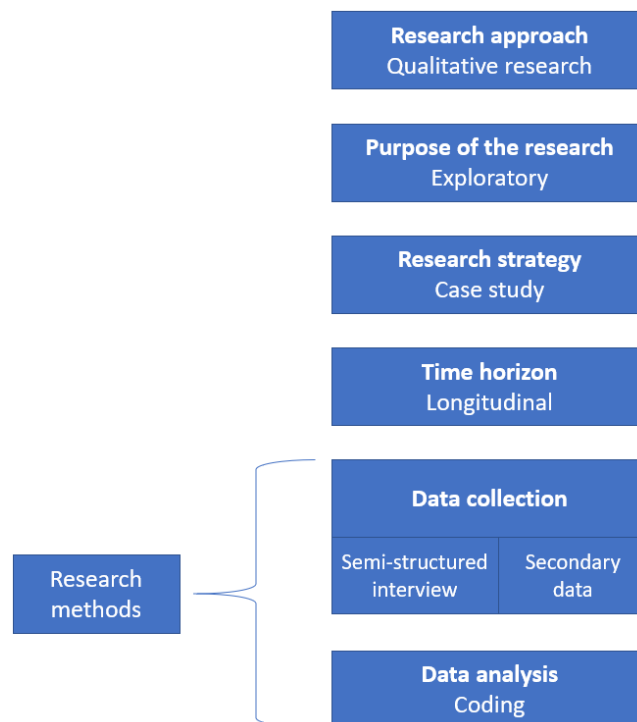 Research approach
Qualitative research
Purpose of the research
Exploratory
Research strategy
Case study
Time horizon
Longitudinal
Data collection
Semi-structured
interview
Secondary
data
Research
methods
Data analysis
Coding